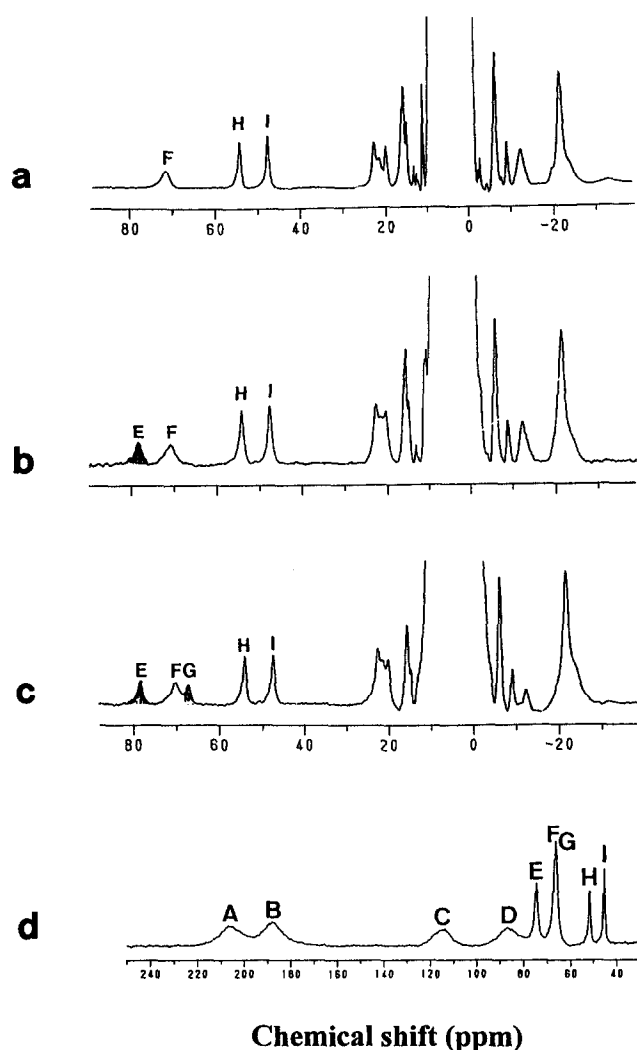 F H I
a
80 60 40 20 0 -20
E F H I
b
E F G H I
c
80 60 40 20 0 -20
A B C D E F G H I
d
240 220 200 180 160 140 120 100 80 60 40
Chemical shift (ppm)